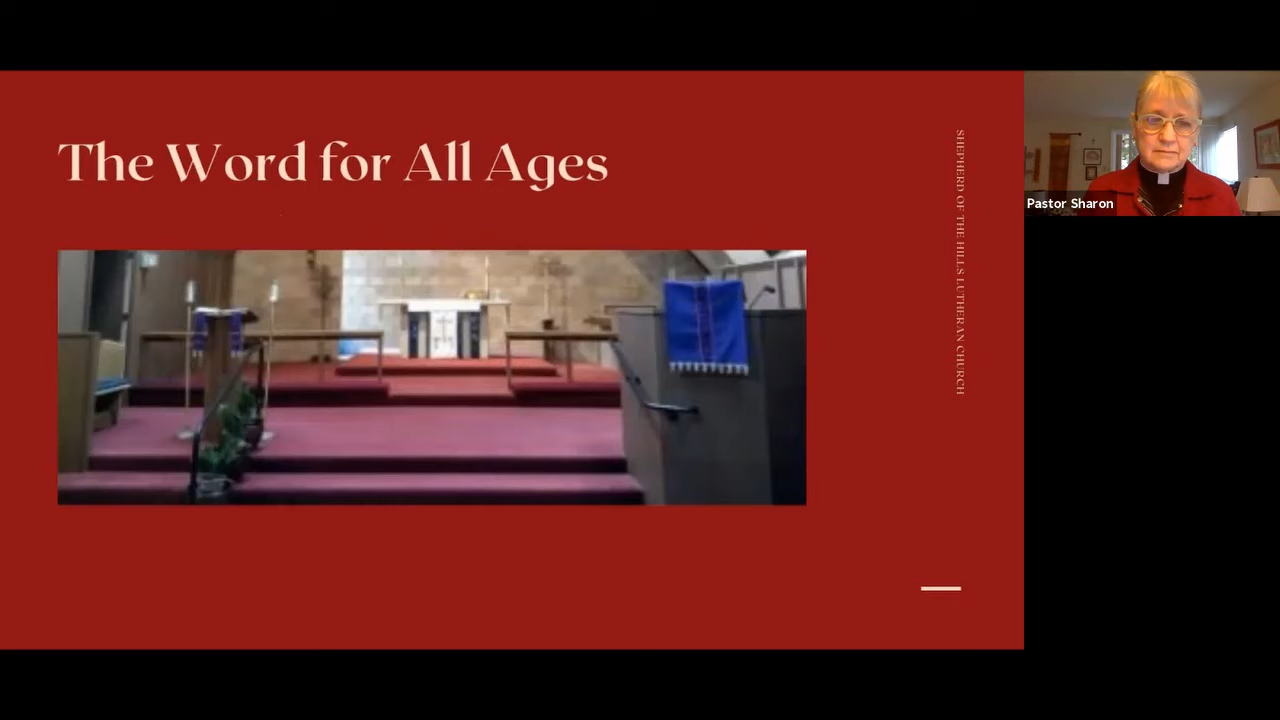 The Word for All Ages
SHEPHERD OF THE HILLS LUTHERAN CHURCH
Pastor Sharon